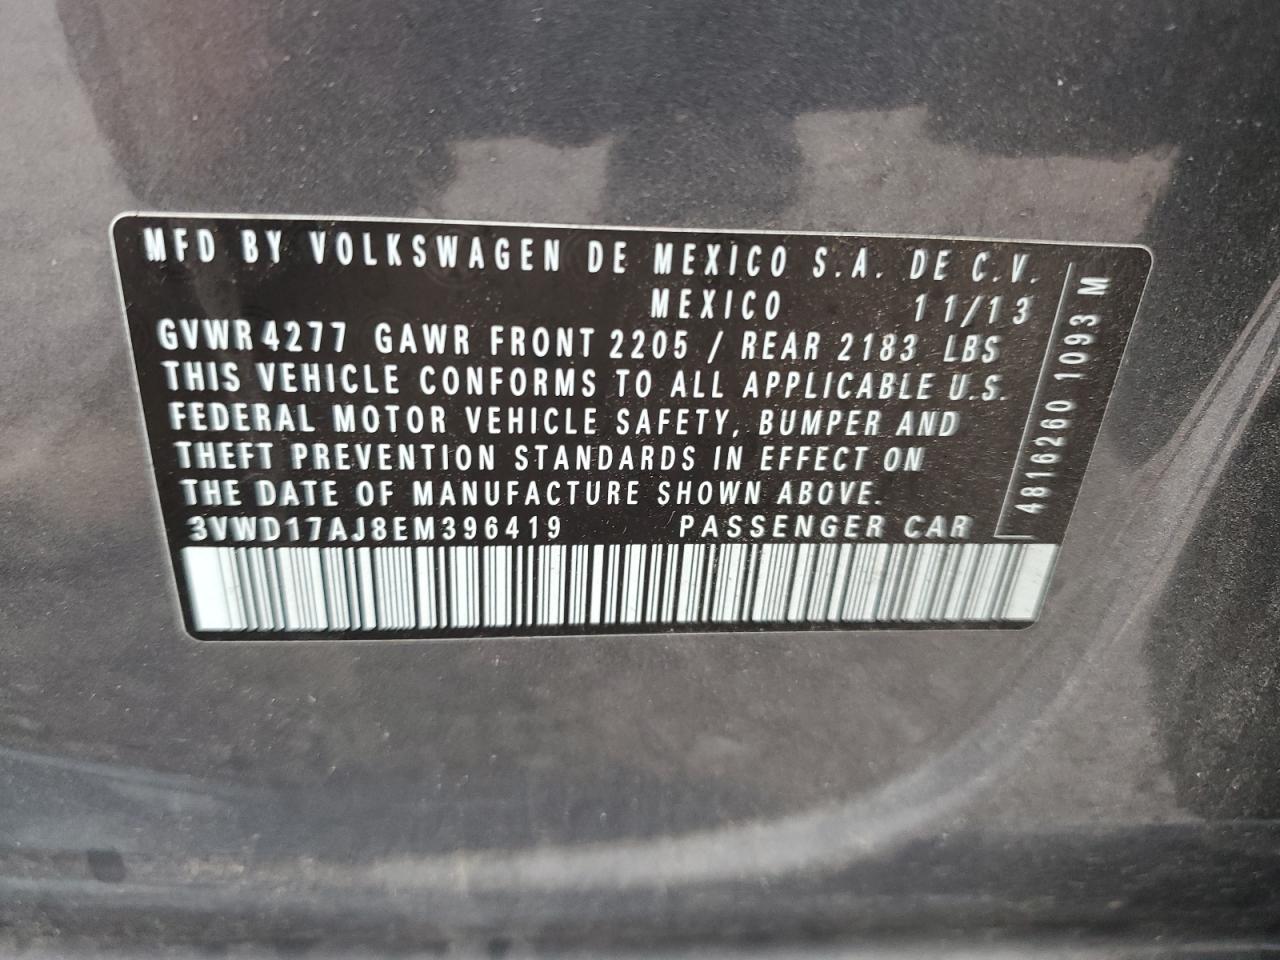 MFD BY VOLKSWAGEN DE MEXICO S.A. DE C.V.
MEXICO 11/13
GVWR 4277 GAWR FRONT 2205 / REAR 2183 LBS
THIS VEHICLE CONFORMS TO ALL APPLICABLE U.S.
FEDERAL MOTOR VEHICLE SAFETY, BUMPER AND
THEFT PREVENTION STANDARDS IN EFFECT ON
THE DATE OF MANUFACTURE SHOWN ABOVE.
3VWD17AJ8EM396419 PASSENGER CAR
4816260 1093 M